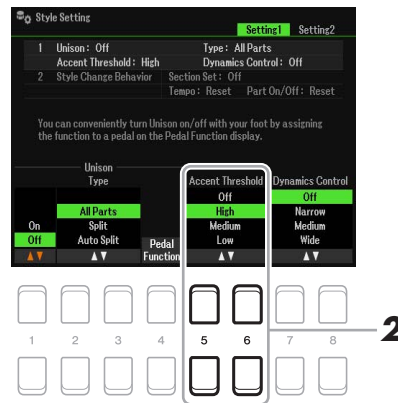 Style Setting
Setting1 Setting2
1 Unison: Off Type: All Parts
Accent Threshold: High Dynamics Control: Off
2 Style Change Behavior Section Set: Off
Tempo: Reset Part On/Off: Reset
You can conveniently turn Unison on/off with your foot by assigning
the function to a pedal on the Pedal Function display.
Unison
Type Accent Threshold Dynamics Control
Off Off
All Parts High Narrow
On Split Medium Medium
Off Auto Split Low Wide
Pedal
Function
1 2 3 4 5 6 7 8
2